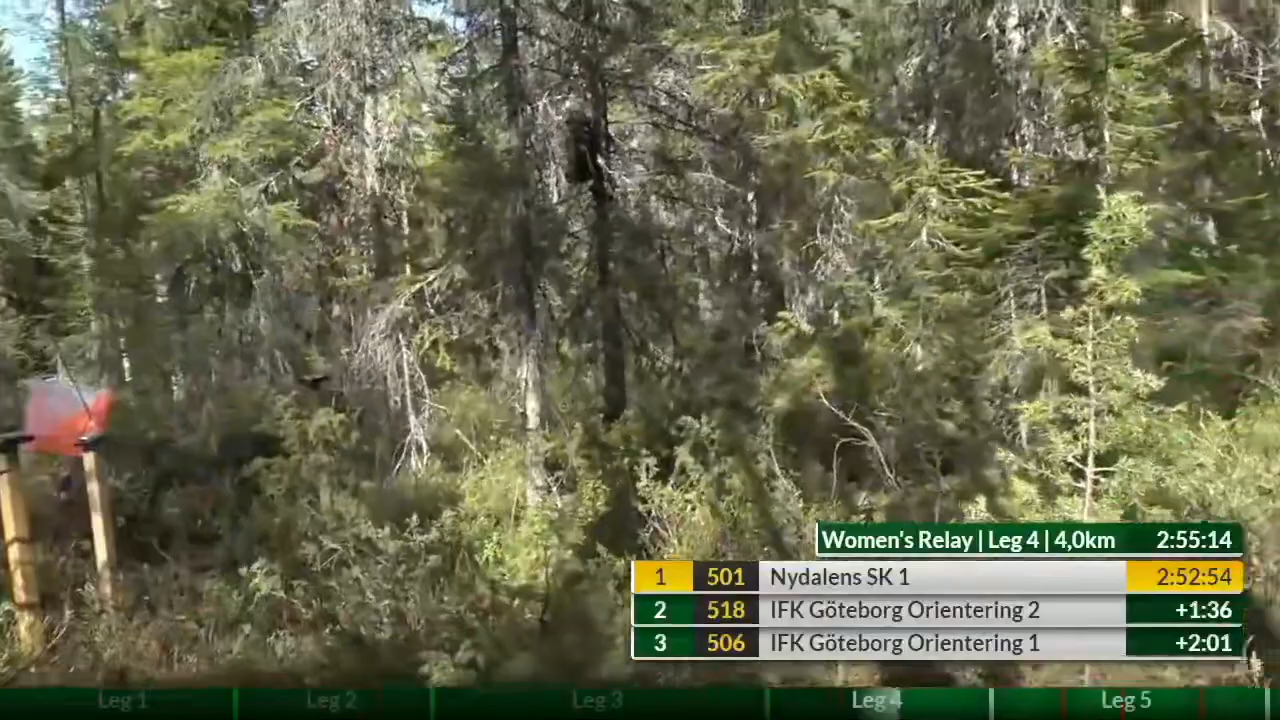 Women's Relay | Leg 4 | 4,0km 2:55:14
1 501 Nydalens SK 1 2:52:54
2 518 IFK Göteborg Orientering 2 +1:36
3 506 IFK Göteborg Orientering 1 +2:01
Leg 1 Leg 2 Leg 3 Leg 4 Leg 5